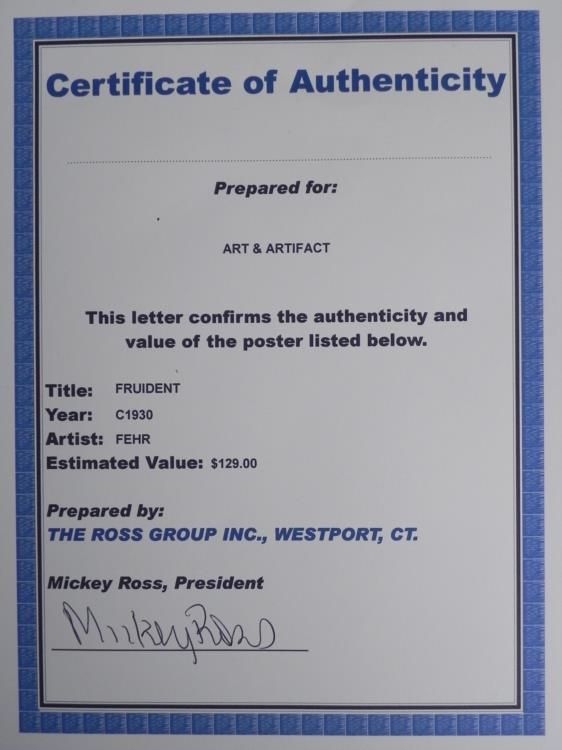 Certificate of Authenticity
Prepared for:
ART & ARTIFACT
This letter confirms the authenticity and
value of the poster listed below.
Title: FRUIDENT
Year: C1930
Artist: FEHR
Estimated Value: $129.00
Prepared by:
THE ROSS GROUP INC., WESTPORT, CT.
Mickey Ross, President
Mickey Ross